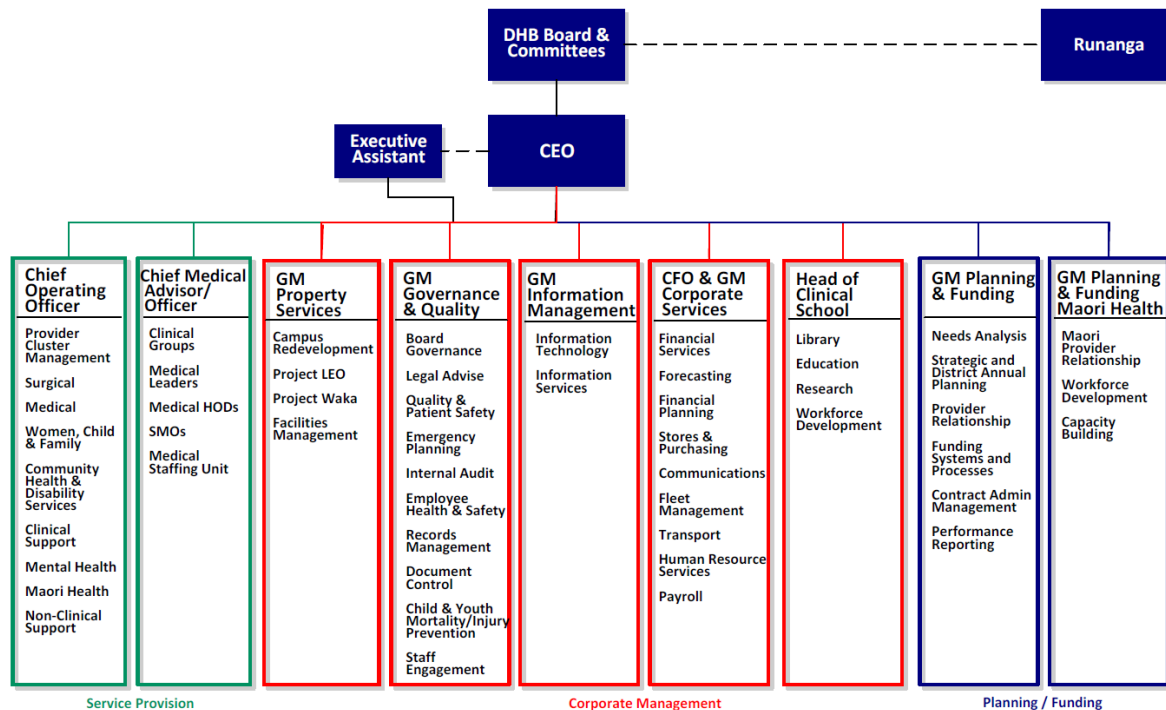 DHB Board &
Committees
Runanga
Executive
Assistant
CEO
Chief
Operating
Officer
Provider
Cluster
Management
Surgical
Medical
Women, Child
& Family
Community
Health &
Disability
Services
Clinical
Support
Mental Health
Maori Health
Non-Clinical
Support
Chief Medical
Advisor/
Officer
Clinical
Groups
Medical
Leaders
Medical HODs
SMOs
Medical
Staffing Unit
GM
Property
Services
Campus
Redevelopment
Project LEO
Project Waka
Facilities
Management
GM
Governance
& Quality
Board
Governance
Legal Advise
Quality &
Patient Safety
Emergency
Planning
Internal Audit
Employee
Health & Safety
Records
Management
Document
Control
Child & Youth
Mortality/Injury
Prevention
Staff
Engagement
GM
Information
Management
Information
Technology
Information
Services
CFO & GM
Corporate
Services
Financial
Services
Forecasting
Financial
Planning
Stores &
Purchasing
Communications
Fleet
Management
Transport
Human Resource
Services
Payroll
Head of
Clinical
School
Library
Education
Research
Workforce
Development
GM Planning
& Funding
Needs Analysis
Strategic and
District Annual
Planning
Provider
Relationship
Funding
Systems and
Processes
Contract Admin
Management
Performance
Reporting
GM Planning
& Funding
Maori Health
Maori
Provider
Relationship
Workforce
Development
Capacity
Building
Service Provision
Corporate Management
Planning / Funding